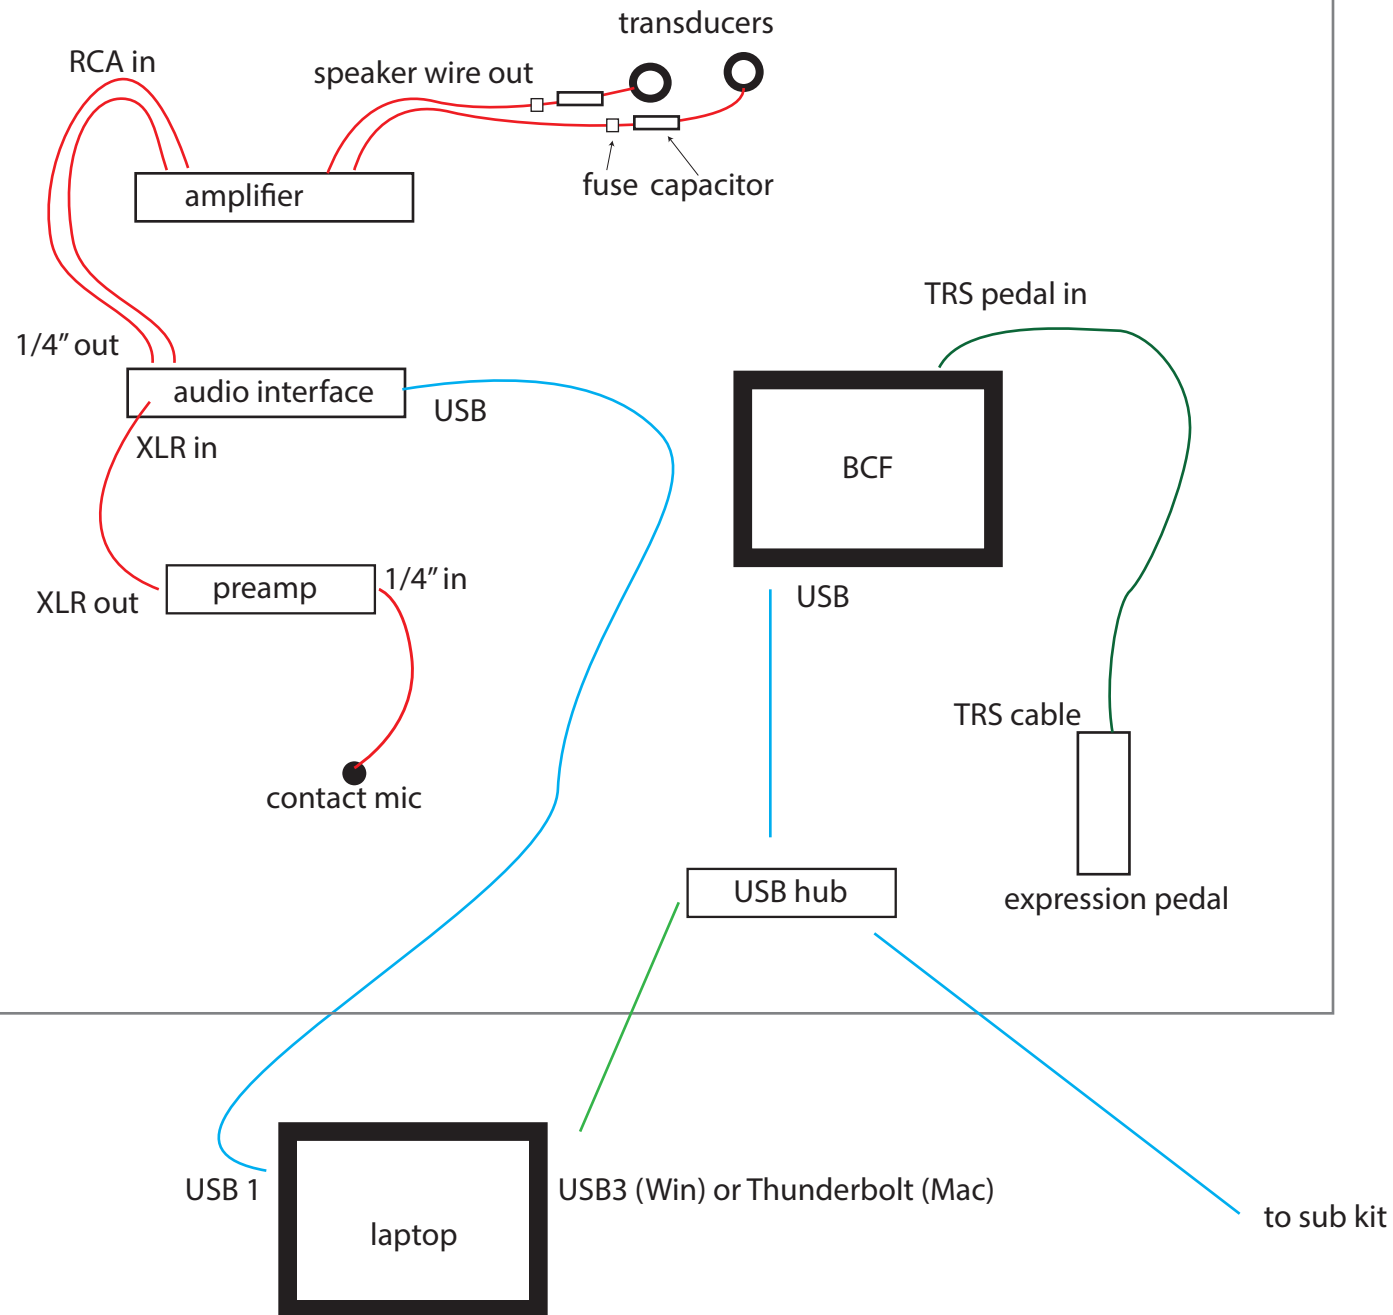 transducers
RCA in
speaker wire out
fuse capacitor
amplifier
TRS pedal in
1/4” out
audio interface
USB
XLR in
BCF
preamp
1/4” in
XLR out
USB
TRS cable
contact mic
USB hub
expression pedal
USB 1
USB3 (Win) or Thunderbolt (Mac)
to sub kit
laptop